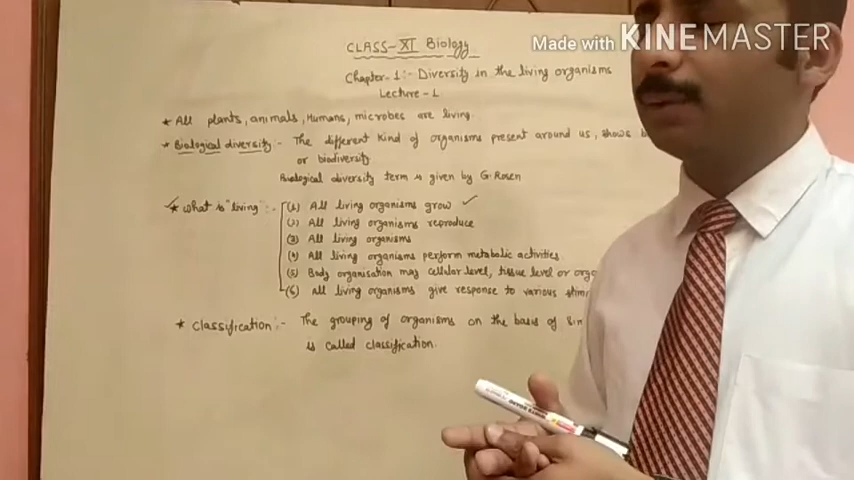 Made with KINEMASTER
CLASS-XI Biology
Chapter-1:- Diversity in the living organisms
Lecture-1
* All plants, animals, Humans, microbes are living.
* Biological diversity:- The different kind of organisms present around us, shows
or biodiversity
Biological diversity term is given by G. Rosen
* What is "living":- (1) All living organisms grow
(2) All living organisms reproduce
(3) All living organisms
(4) All living organisms perform metabolic activities
(5) Body organisation may cellular level, tissue level or
(6) All living organisms give response to various
* Classification:- The grouping of organisms on the basis of
is called classification.